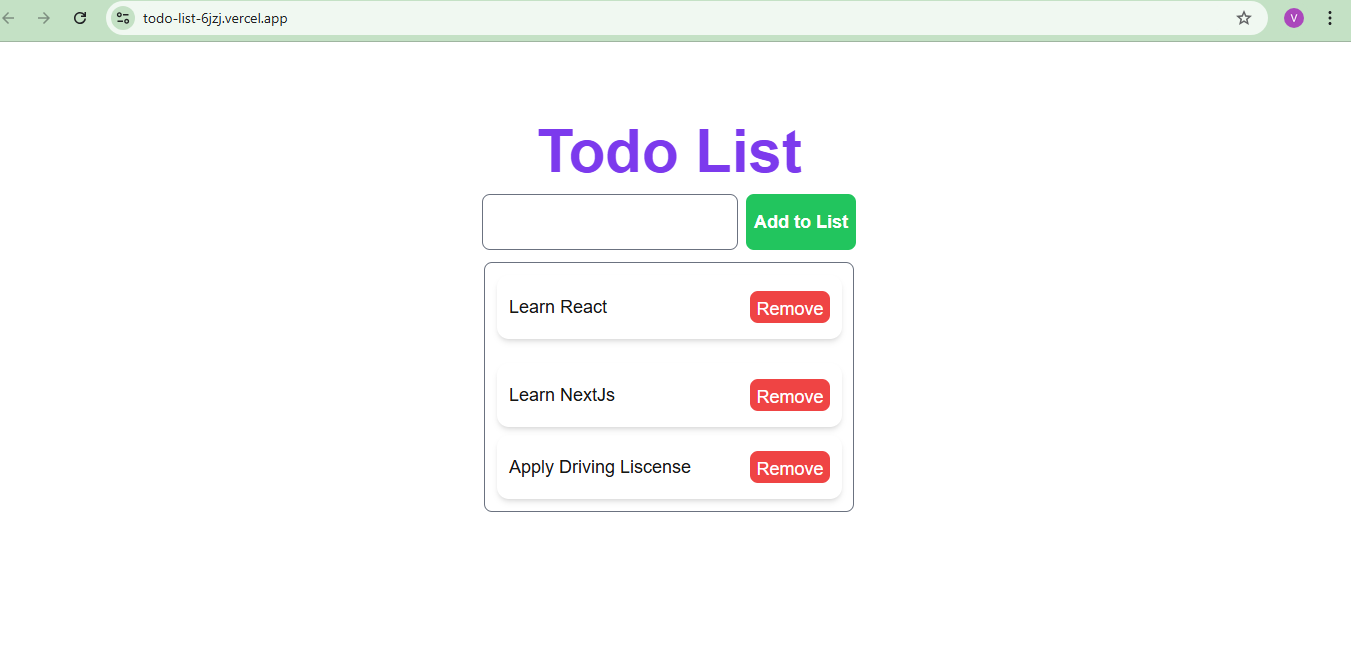 todo-list-6jzj.vercel.app
V
Todo List
Add to List
Learn React
Remove
Learn NextJs
Remove
Apply Driving Liscense
Remove